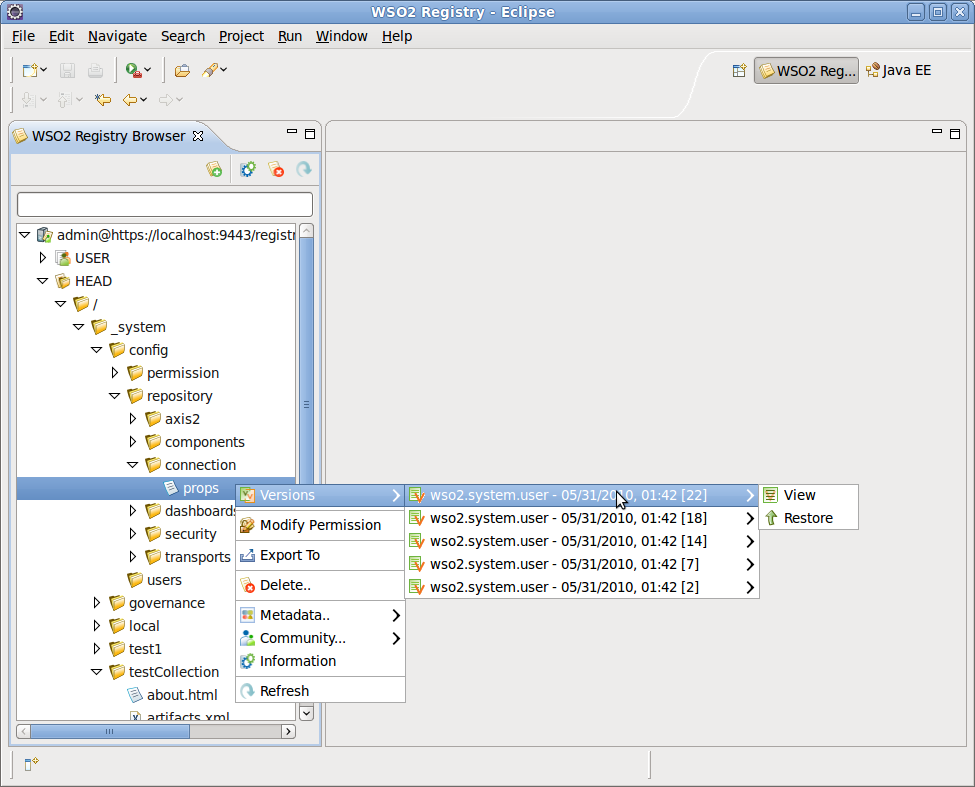 WSO2 Registry - Eclipse
File Edit Navigate Search Project Run Window Help
WSO2 Reg... Java EE
WSO2 Registry Browser
admin@https://localhost:9443/registr
USER
HEAD
/
_system
config
permission
repository
axis2
components
connection
props
dashboards
security
transports
users
governance
local
test1
testCollection
about.html
artifacts.xml
Versions
Modify Permission
Export To
Delete..
Metadata..
Community...
Information
Refresh
wso2.system.user - 05/31/2010, 01:42 [22]
wso2.system.user - 05/31/2010, 01:42 [18]
wso2.system.user - 05/31/2010, 01:42 [14]
wso2.system.user - 05/31/2010, 01:42 [7]
wso2.system.user - 05/31/2010, 01:42 [2]
View
Restore